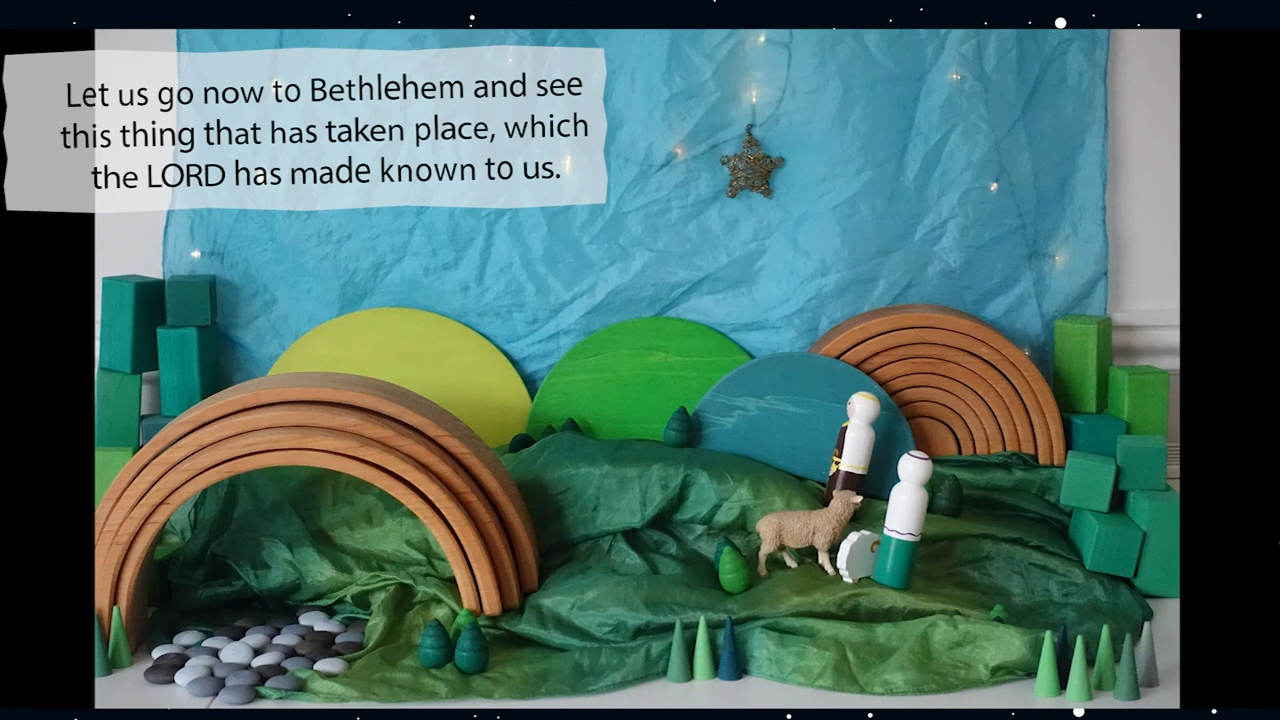 Let us go now to Bethlehem and see
this thing that has taken place, which
the LORD has made known to us.